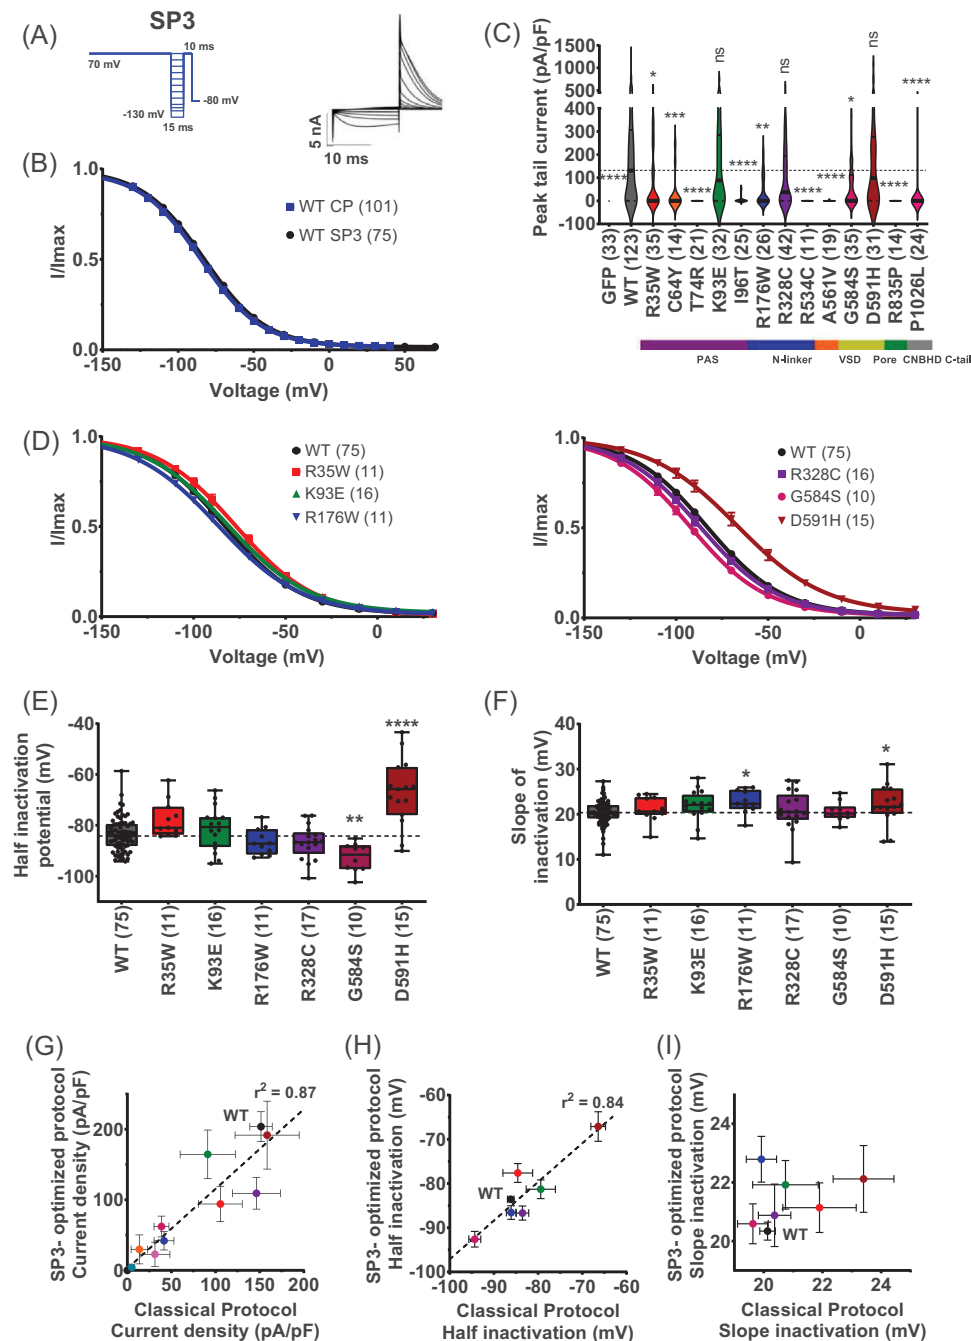 (A)
SP3
10 ms
70 mV
-80 mV
-130 mV
15 ms
5 nA
10 ms
(B)
1.0
0.5
0.0
I/Imax
WT CP (101)
WT SP3 (75)
-150
-100
-50
0
50
Voltage (mV)
(C)
Peak tail current (pA/pF)
1500
1000
500
400
300
200
100
0
-100
****
*
***
****
ns
****
**
ns
****
****
*
ns
****
****
GFP (33)
WT (123)
R35W (35)
C64Y (14)
T74R (21)
K93E (32)
I96T (25)
R176W (26)
R328C (42)
R534C (11)
A561V (19)
G584S (35)
D591H (31)
R835P (14)
P1026L (24)
PAS
N-linker
VSD
Pore
CNBHD C-tail
(D)
1.0
0.5
0.0
I/Imax
WT (75)
R35W (11)
K93E (16)
R176W (11)
-150
-100
-50
0
Voltage (mV)
1.0
0.5
0.0
I/Imax
WT (75)
R328C (16)
G584S (10)
D591H (15)
-150
-100
-50
0
Voltage (mV)
(E)
Half inactivation
potential (mV)
-40
-60
-80
-100
**
****
WT (75)
R35W (11)
K93E (16)
R176W (11)
R328C (17)
G584S (10)
D591H (15)
(F)
Slope of
inactivation (mV)
40
30
20
10
0
*
*
WT (75)
R35W (11)
K93E (16)
R176W (11)
R328C (17)
G584S (10)
D591H (15)
(G)
SP3- optimized protocol
Current density (pA/pF)
200
100
0
r² = 0.87
WT
0
50
100
150
200
Classical Protocol
Current density (pA/pF)
(H)
SP3- optimized protocol
Half inactivation (mV)
-60
-70
-80
-90
-100
r² = 0.84
WT
-100
-90
-80
-70
-60
Classical Protocol
Half inactivation (mV)
(I)
SP3- optimized protocol
Slope inactivation (mV)
24
22
20
WT
20
22
24
Classical Protocol
Slope inactivation (mV)